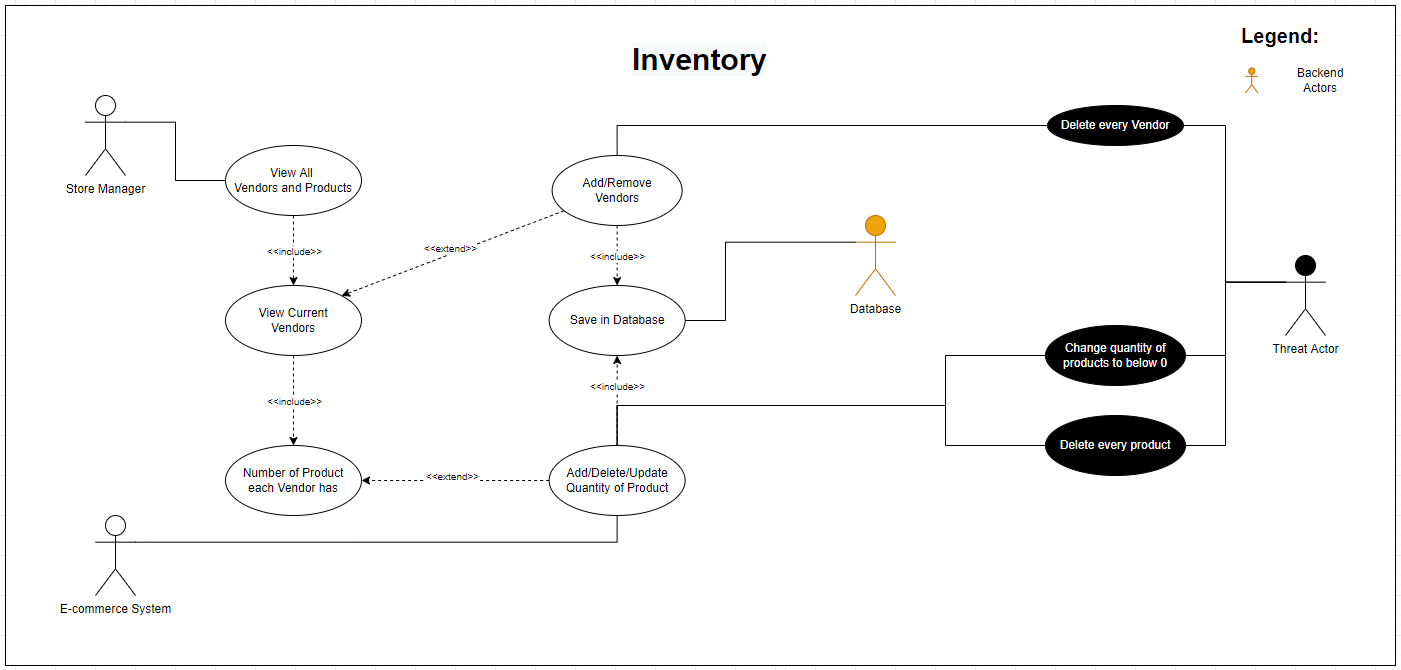 Inventory
Legend:
Backend
Actors
Store Manager
View All
Vendors and Products
Add/Remove
Vendors
Delete every Vendor
<<include>>
<<extend>>
<<include>>
View Current
Vendors
Save in Database
Database
Threat Actor
Change quantity of
products to below 0
<<include>>
<<include>>
Delete every product
Number of Product
each Vendor has
<<extend>>
Add/Delete/Update
Quantity of Product
E-commerce System